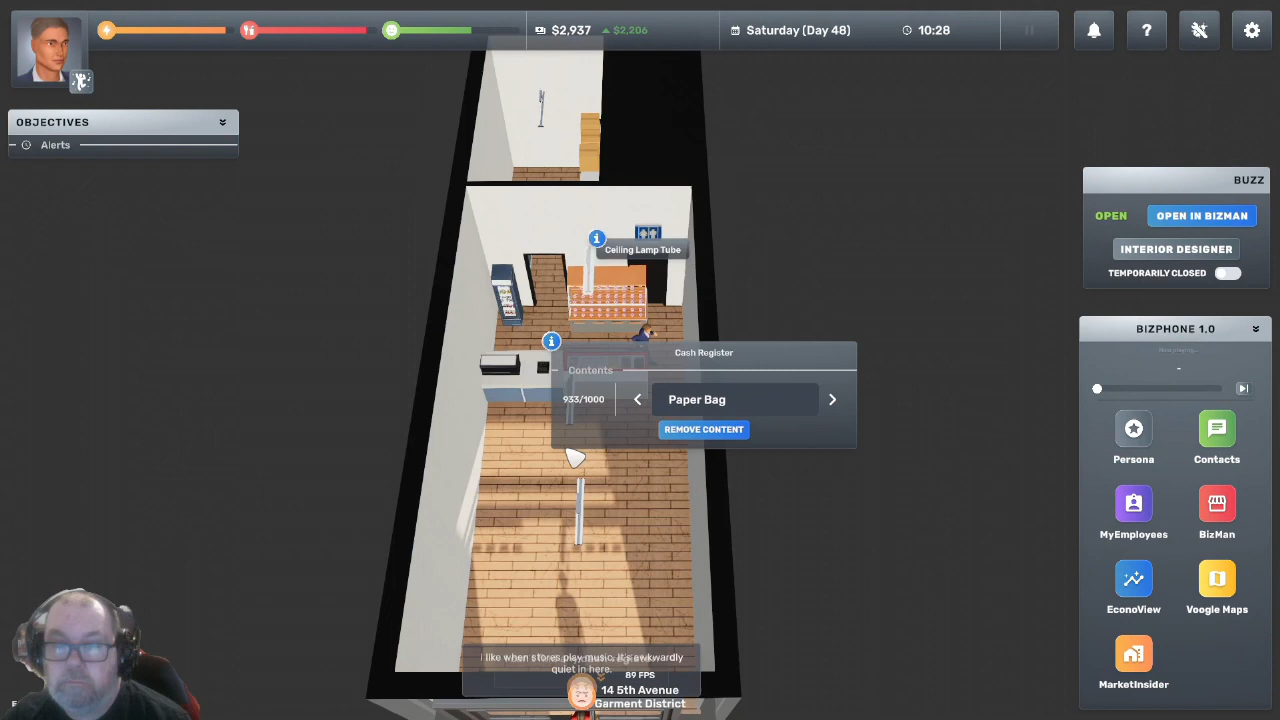 $2,937
$2,206
Saturday (Day 48)
10:28
?
OBJECTIVES
Alerts
BUZZ
OPEN
OPEN IN BIZMAN
INTERIOR DESIGNER
TEMPORARILY CLOSED
Ceiling Lamp Tube
Cash Register
Contents
933/1000
Paper Bag
REMOVE CONTENT
BIZPHONE 1.0
Now playing...
-
Persona
Contacts
MyEmployees
BizMan
EconoView
Voogle Maps
MarketInsider
I like when stores play music. It's awkwardly
quiet in here.
89 FPS
14 5th Avenue
Garment District